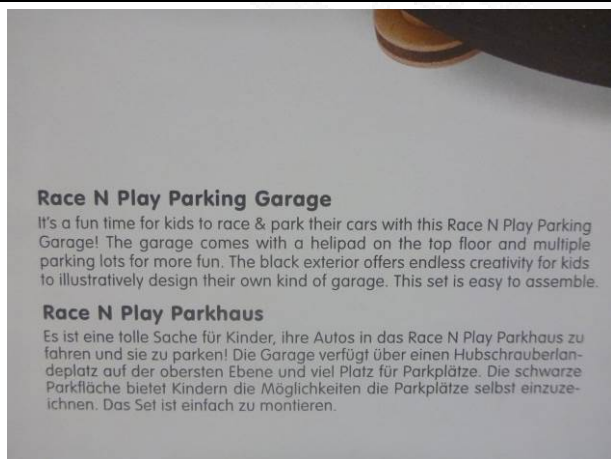 Race N Play Parking Garage
It's a fun time for kids to race & park their cars with this Race N Play Parking
Garage! The garage comes with a helipad on the top floor and multiple
parking lots for more fun. The black exterior offers endless creativity for kids
to illustratively design their own kind of garage. This set is easy to assemble.
Race N Play Parkhaus
Es ist eine tolle Sache für Kinder, ihre Autos in das Race N Play Parkhaus zu
fahren und sie zu parken! Die Garage verfügt über einen Hubschrauberlan-
deplatz auf der obersten Ebene und viel Platz für Parkplätze. Die schwarze
Parkfläche bietet Kindern die Möglichkeiten die Parkplätze selbst einzuze-
ichnen. Das Set ist einfach zu montieren.